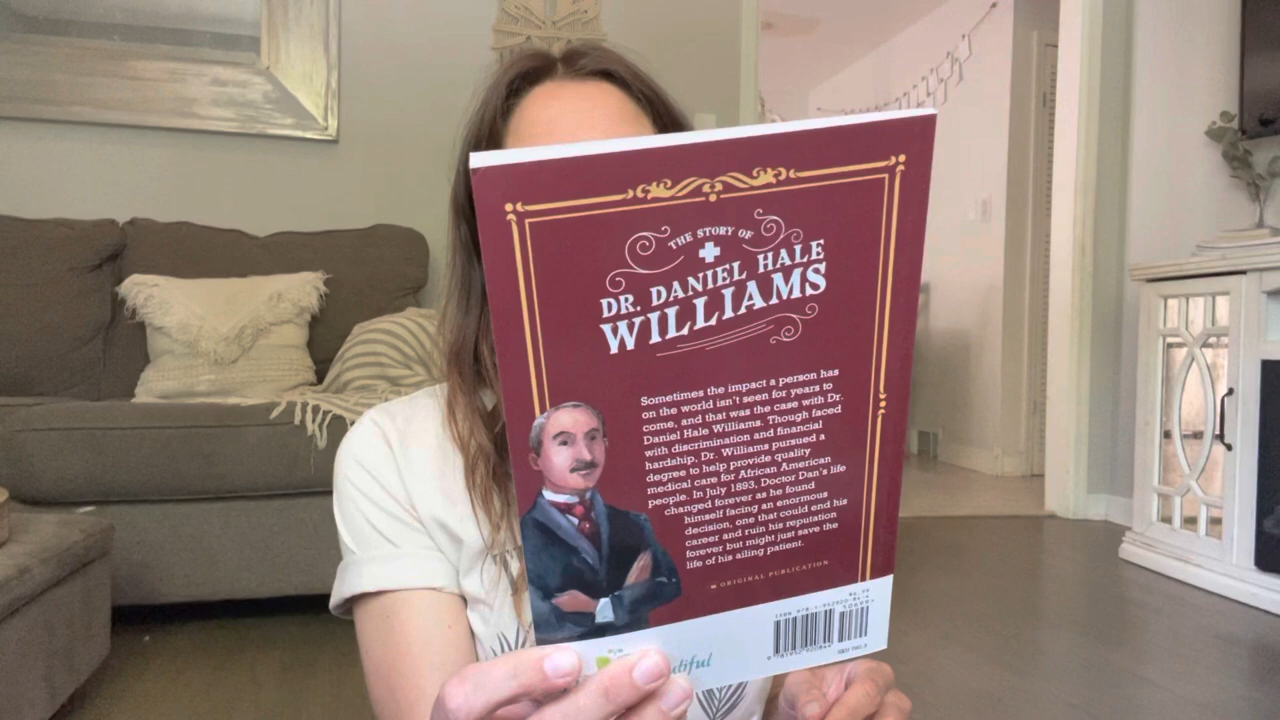 THE STORY OF
DR. DANIEL HALE
WILLIAMS
Sometimes the impact a person has
on the world isn't seen for years to
come, and that was the case with Dr.
Daniel Hale Williams. Though faced
with discrimination and financial
hardship, Dr. Williams pursued a
degree to help provide quality
medical care for African American
people. In July 1893, Doctor Dan's life
changed forever as he found
himself facing an enormous
decision, one that could end his
career and ruin his reputation
forever but might just save the
life of his ailing patient.
ORIGINAL PUBLICATION